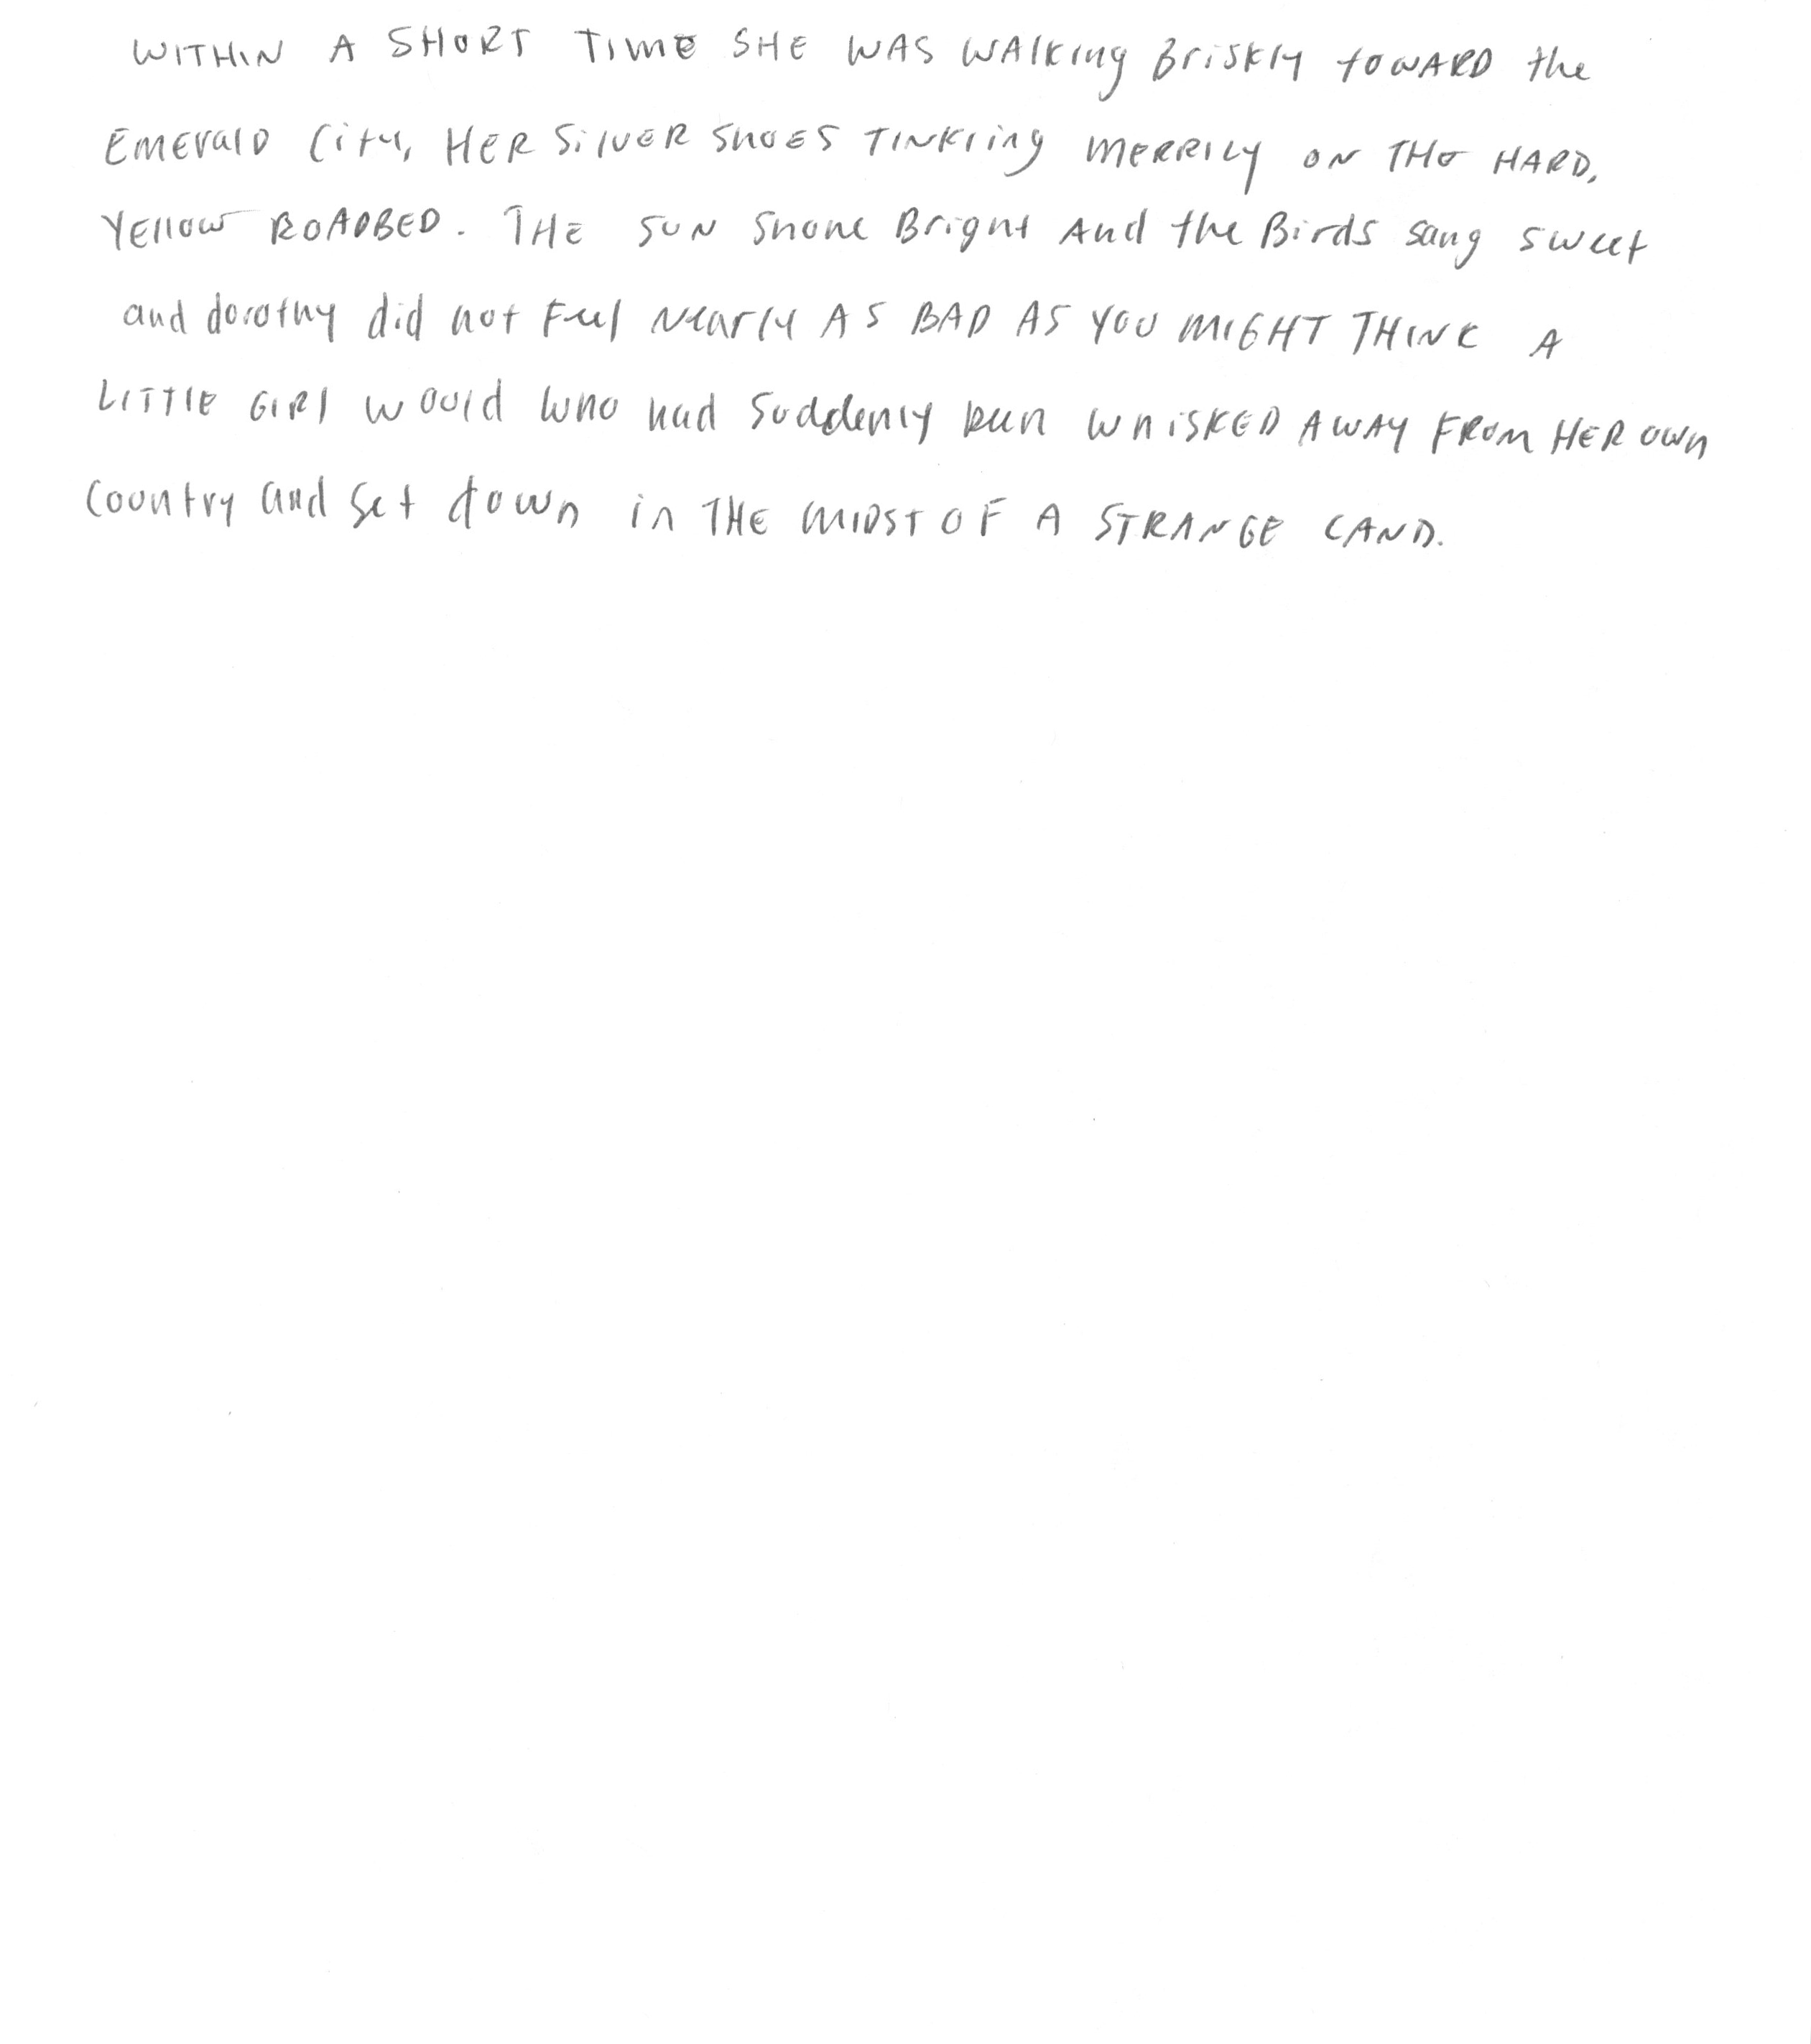 WITHIN A SHORT TIME SHE WAS WALKing Briskly toWARD the
EMErald City, HER SilVER SHOES TINKling MERRILY ON THE HARD,
YEllow ROADBED. THE SUN Shone Bright And the Birds sang sweet
and dorothy did not Feel Nearly AS BAD AS YOU MIGHT THINK A
LITTlE GIRl would who had Suddenly been WhiSKED AWAY FROM HER OWN
Country and Set down in THE MIDST OF A STRANGE LAND.